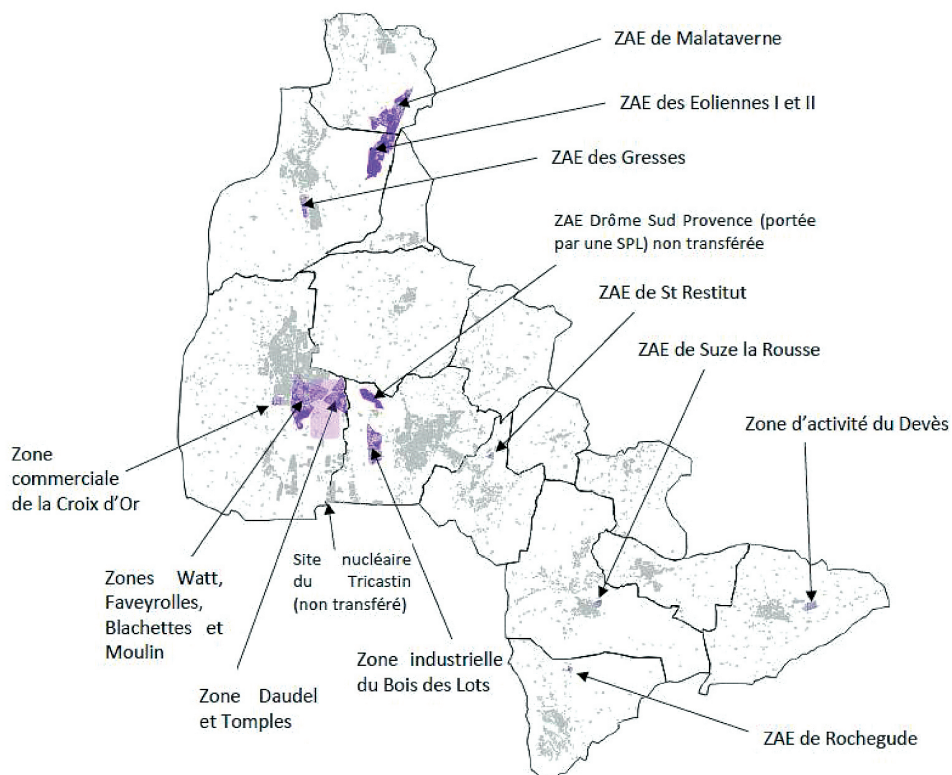 ZAE de Malataverne
ZAE des Eoliennes I et II
ZAE des Gresses
ZAE Drôme Sud Provence (portée
par une SPL) non transférée
ZAE de St Restitut
ZAE de Suze la Rousse
Zone d'activité du Devès
Zone
commerciale
de la Croix d'Or
Zones Watt,
Faveyrolles,
Blachettes et
Moulin
Site nucléaire
du Tricastin
(non transféré)
Zone Daudel
et Tomples
Zone industrielle
du Bois des Lots
ZAE de Rochegude